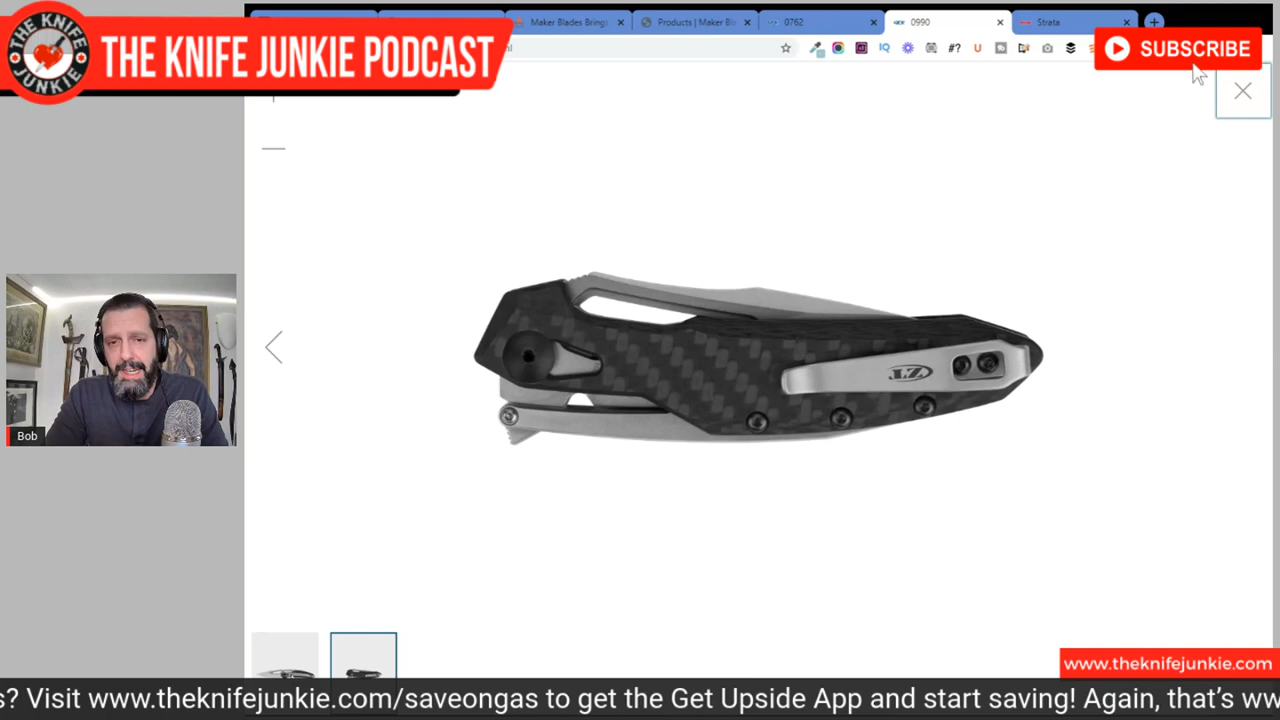 THE KNIFE
JUNKIE
THE KNIFE JUNKIE PODCAST
Maker Blades Brings
Products | Maker Bl
0762
0990
Strata
IQ
#?
U
SUBSCRIBE
ZT
Bob
www.theknifejunkie.com
s? Visit www.theknifejunkie.com/saveongas to get the Get Upside App and start saving! Again, that's ww